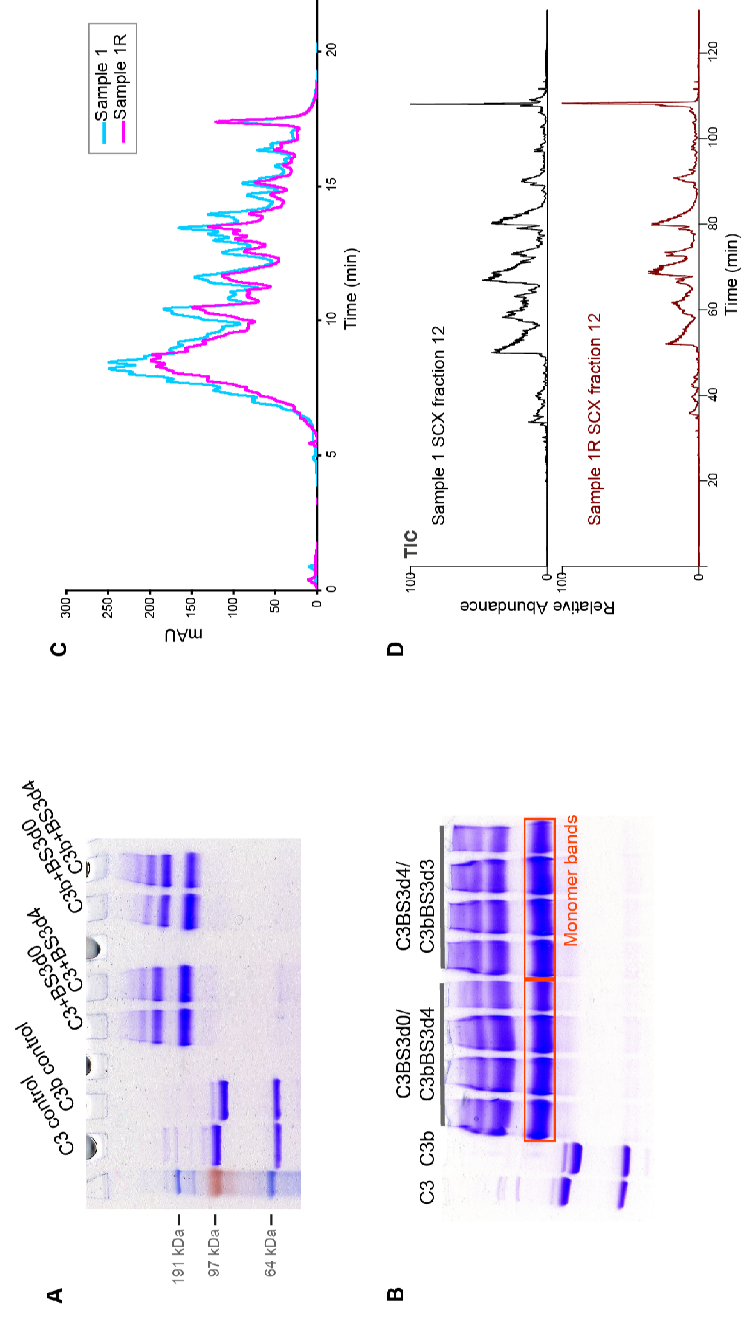 A
C3 control
C3b control
C3+BS3d0
C3+BS3d4
C3b+BS3d0
C3b+BS3d4
191 kDa
97 kDa
64 kDa
B
C3
C3b
C3BS3d0/
C3bBS3d4
C3BS3d4/
C3bBS3d3
Monomer bands
C
mAU
300
250
200
150
100
50
0
0
5
10
15
20
Time (min)
Sample 1
Sample 1R
D
TIC
Relative Abundance
100
0
Sample 1 SCX fraction 12
100
0
Sample 1R SCX fraction 12
20
40
60
80
100
120
Time (min)